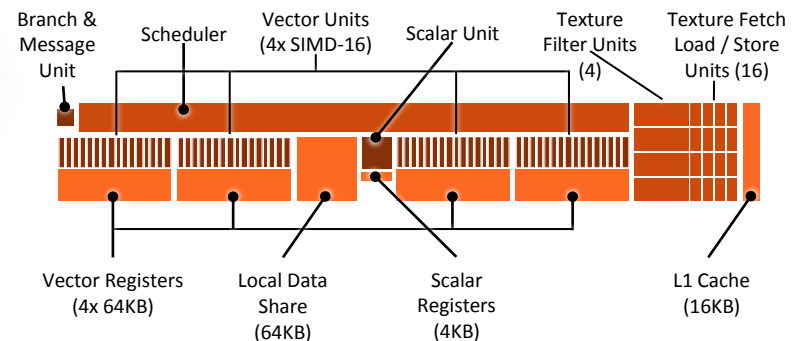 Branch &
Message
Unit
Scheduler
Vector Units
(4x SIMD-16)
Scalar Unit
Texture
Filter Units
(4)
Texture Fetch
Load / Store
Units (16)
Vector Registers
(4x 64KB)
Local Data
Share
(64KB)
Scalar
Registers
(4KB)
L1 Cache
(16KB)